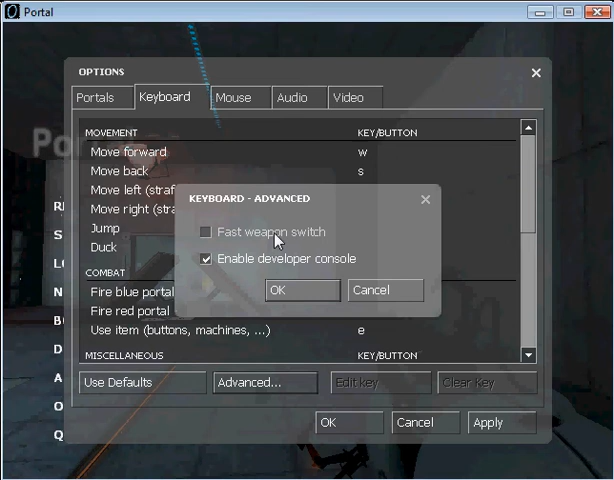 Portal
OPTIONS
Portals Keyboard Mouse Audio Video
MOVEMENT KEY/BUTTON
Move forward w
Move back s
Move left (straf
Move right (stra
Jump
Duck
COMBAT
Fire blue portal
Fire red portal
Use item (buttons, machines, ...) e
MISCELLANEOUS KEY/BUTTON
KEYBOARD - ADVANCED
Fast weapon switch
Enable developer console
OK Cancel
Use Defaults Advanced... Edit key Clear Key
OK Cancel Apply
R
S
L
N
B
D
A
O
Q